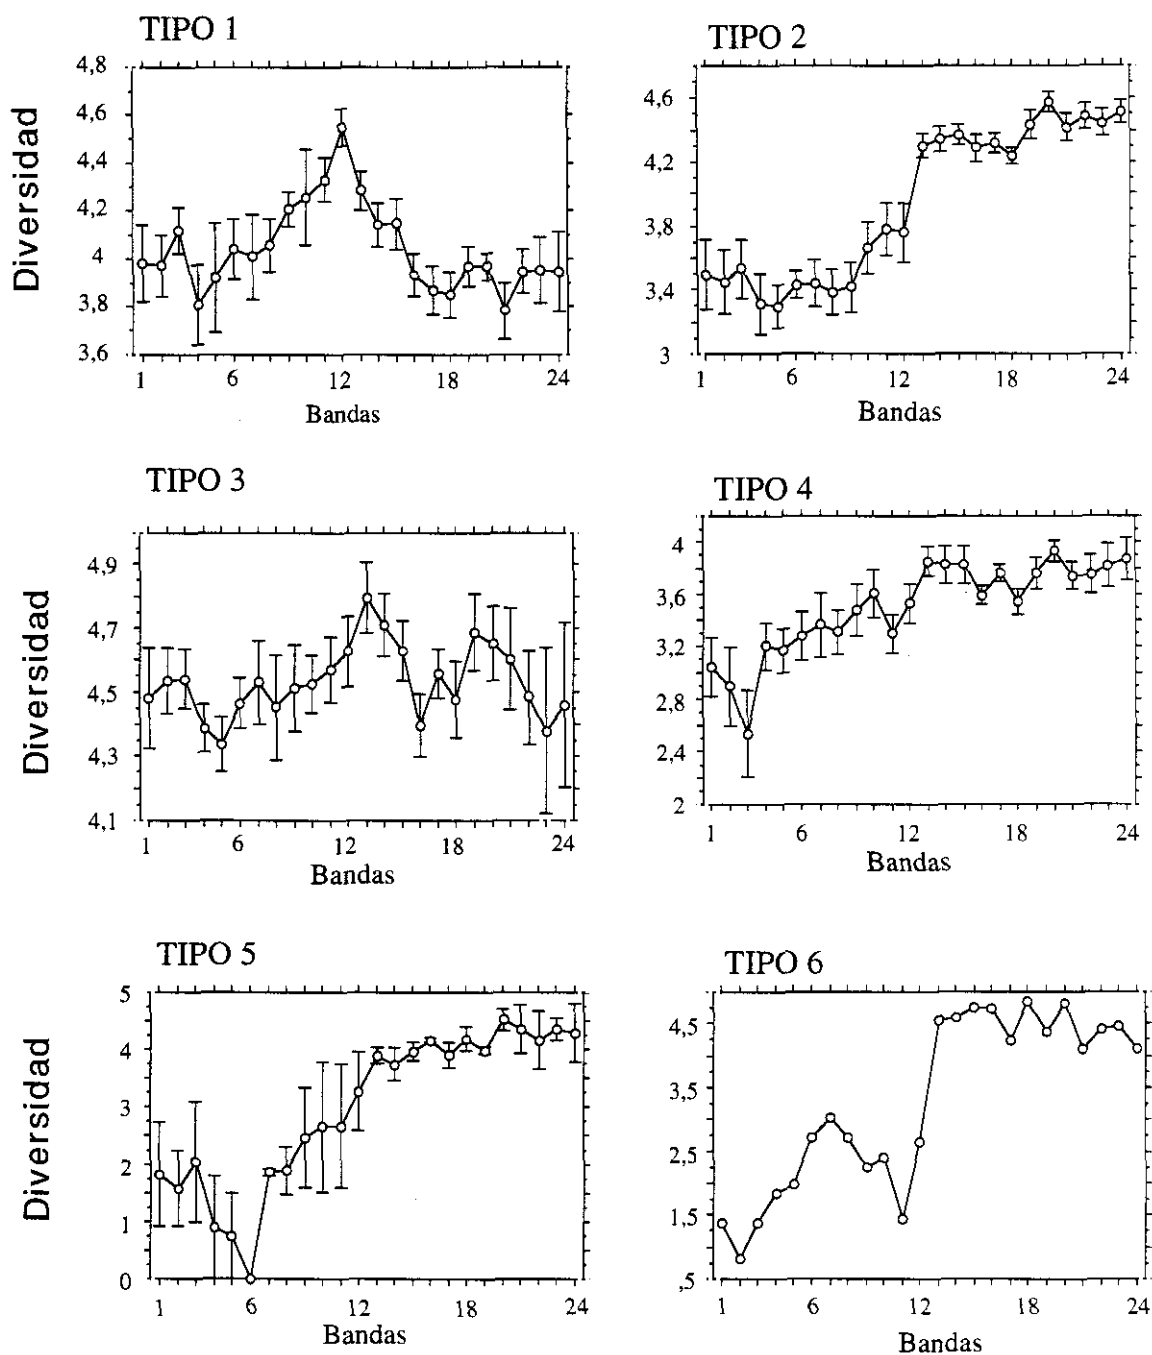 TIPO 1
Diversidad
4,8
4,6
4,4
4,2
4
3,8
3,6
1 6 12 18 24
Bandas
TIPO 2
4,6
4,2
3,8
3,4
3
1 6 12 18 24
Bandas
TIPO 3
Diversidad
4,9
4,7
4,5
4,3
4,1
1 6 12 18 24
Bandas
TIPO 4
4
3,6
3,2
2,8
2,4
2
1 6 12 18 24
Bandas
TIPO 5
Diversidad
5
4
3
2
1
0
1 6 12 18 24
Bandas
TIPO 6
4,5
3,5
2,5
1,5
,5
1 6 12 18 24
Bandas